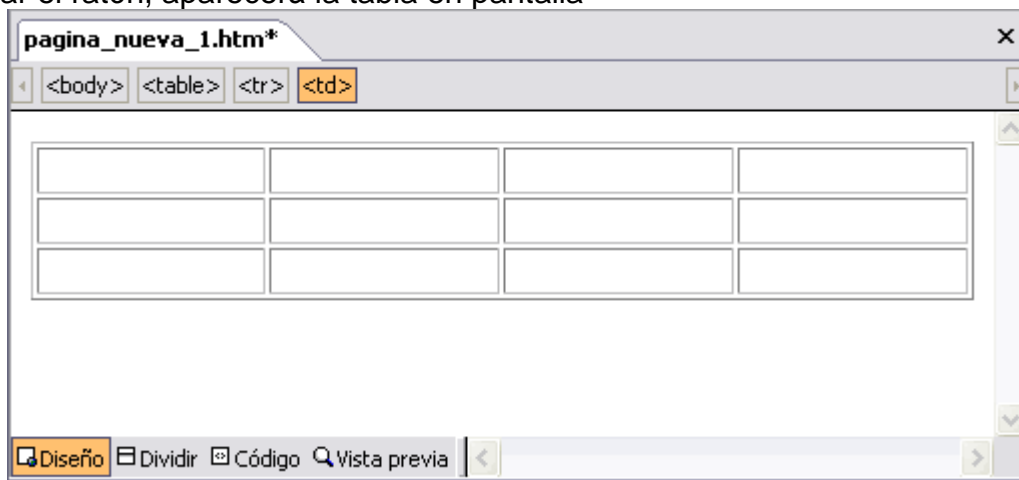 el ratón, aparecerá la tabla en pantalla
pagina_nueva_1.htm*
<body> <table> <tr> <td>
Diseño Dividir Código Vista previa